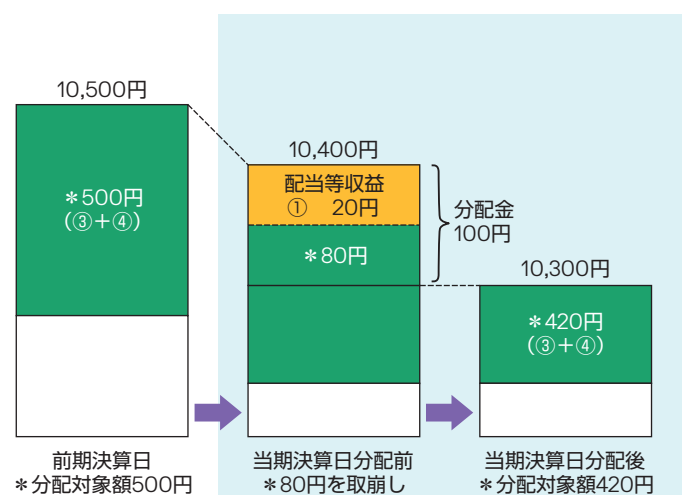 10,500円
＊500円
（③＋④）
10,400円
配当等収益
① 20円
＊80円
分配金
100円
10,300円
＊420円
（③＋④）
前期決算日
＊分配対象額500円
当期決算日分配前
＊80円を取崩し
当期決算日分配後
＊分配対象額420円